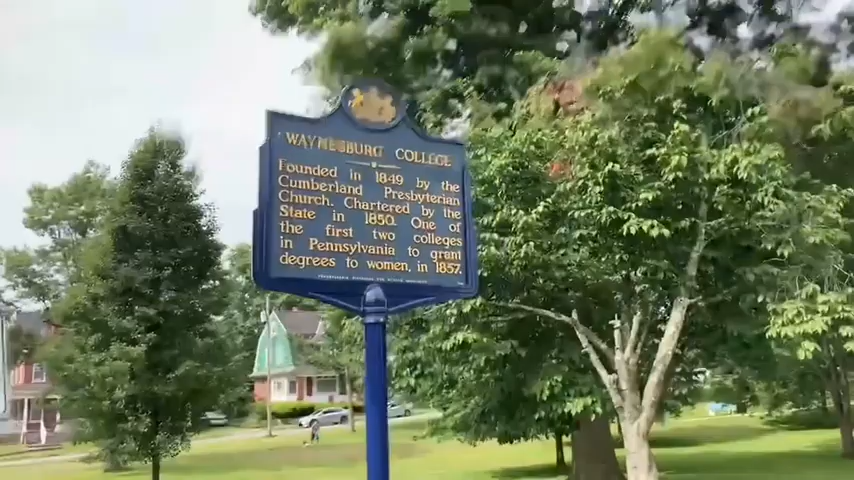 WAYNESBURG COLLEGE
Founded in 1849 by the
Cumberland Presbyterian
Church. Chartered by the
State in 1850. One of
the first two colleges
in Pennsylvania to grant
degrees to women, in 1857.